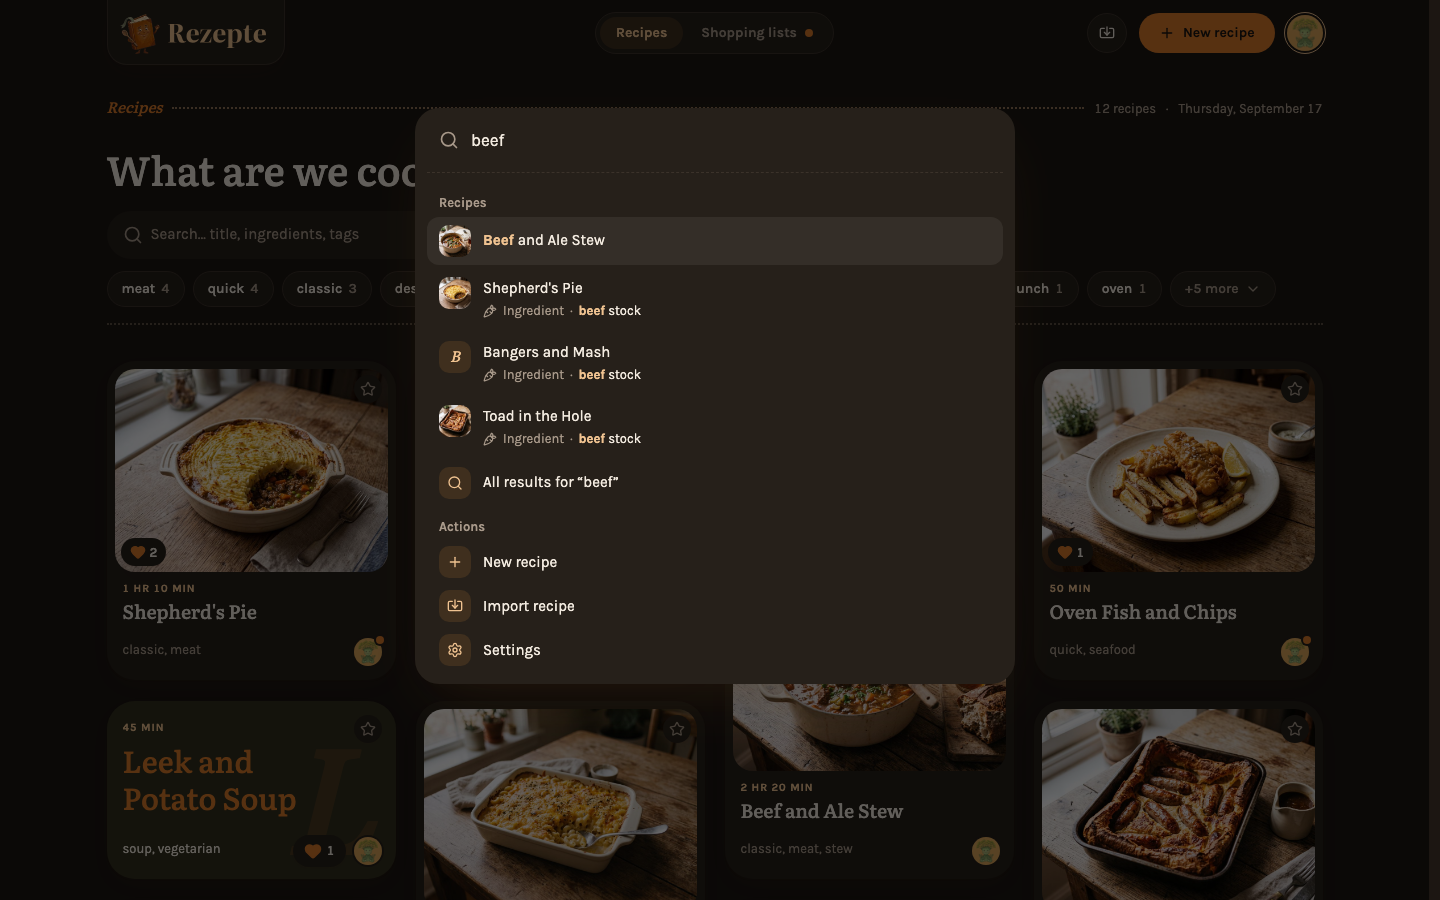 Rezepte
Recipes
Shopping lists
New recipe
Recipes
12 recipes · Thursday, September 17
What are we coo
Search... title, ingredients, tags
meat 4
quick 4
classic 3
des
unch 1
oven 1
+5 more
beef
Recipes
Beef and Ale Stew
Shepherd's Pie
Ingredient · beef stock
B
Bangers and Mash
Ingredient · beef stock
Toad in the Hole
Ingredient · beef stock
All results for “beef”
Actions
New recipe
Import recipe
Settings
2
1 HR 10 MIN
Shepherd's Pie
classic, meat
1
50 MIN
Oven Fish and Chips
quick, seafood
45 MIN
Leek and
Potato Soup
L
soup, vegetarian
1
2 HR 20 MIN
Beef and Ale Stew
classic, meat, stew